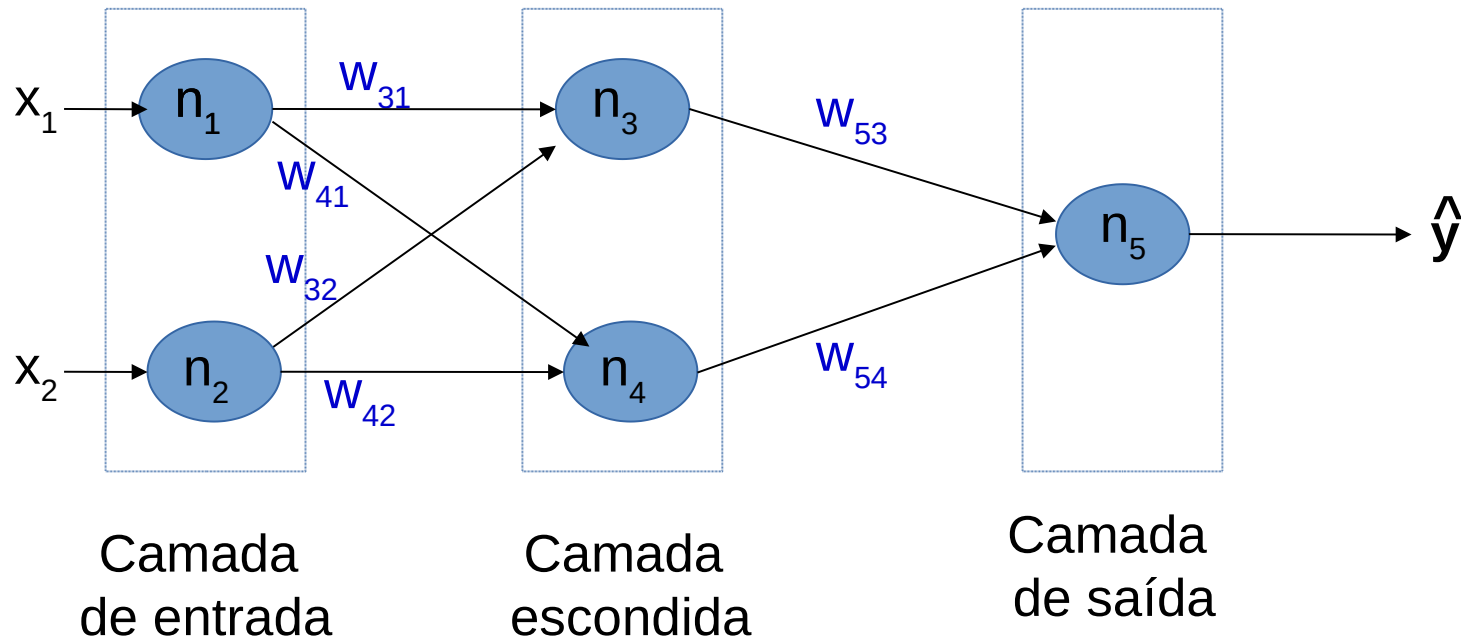 x₁ n₁ w₃₁ n₃ w₅₃
w₄₁
n₅ ŷ
w₃₂
x₂ n₂ w₄₂ n₄ w₅₄
Camada
de entrada
Camada
escondida
Camada
de saída